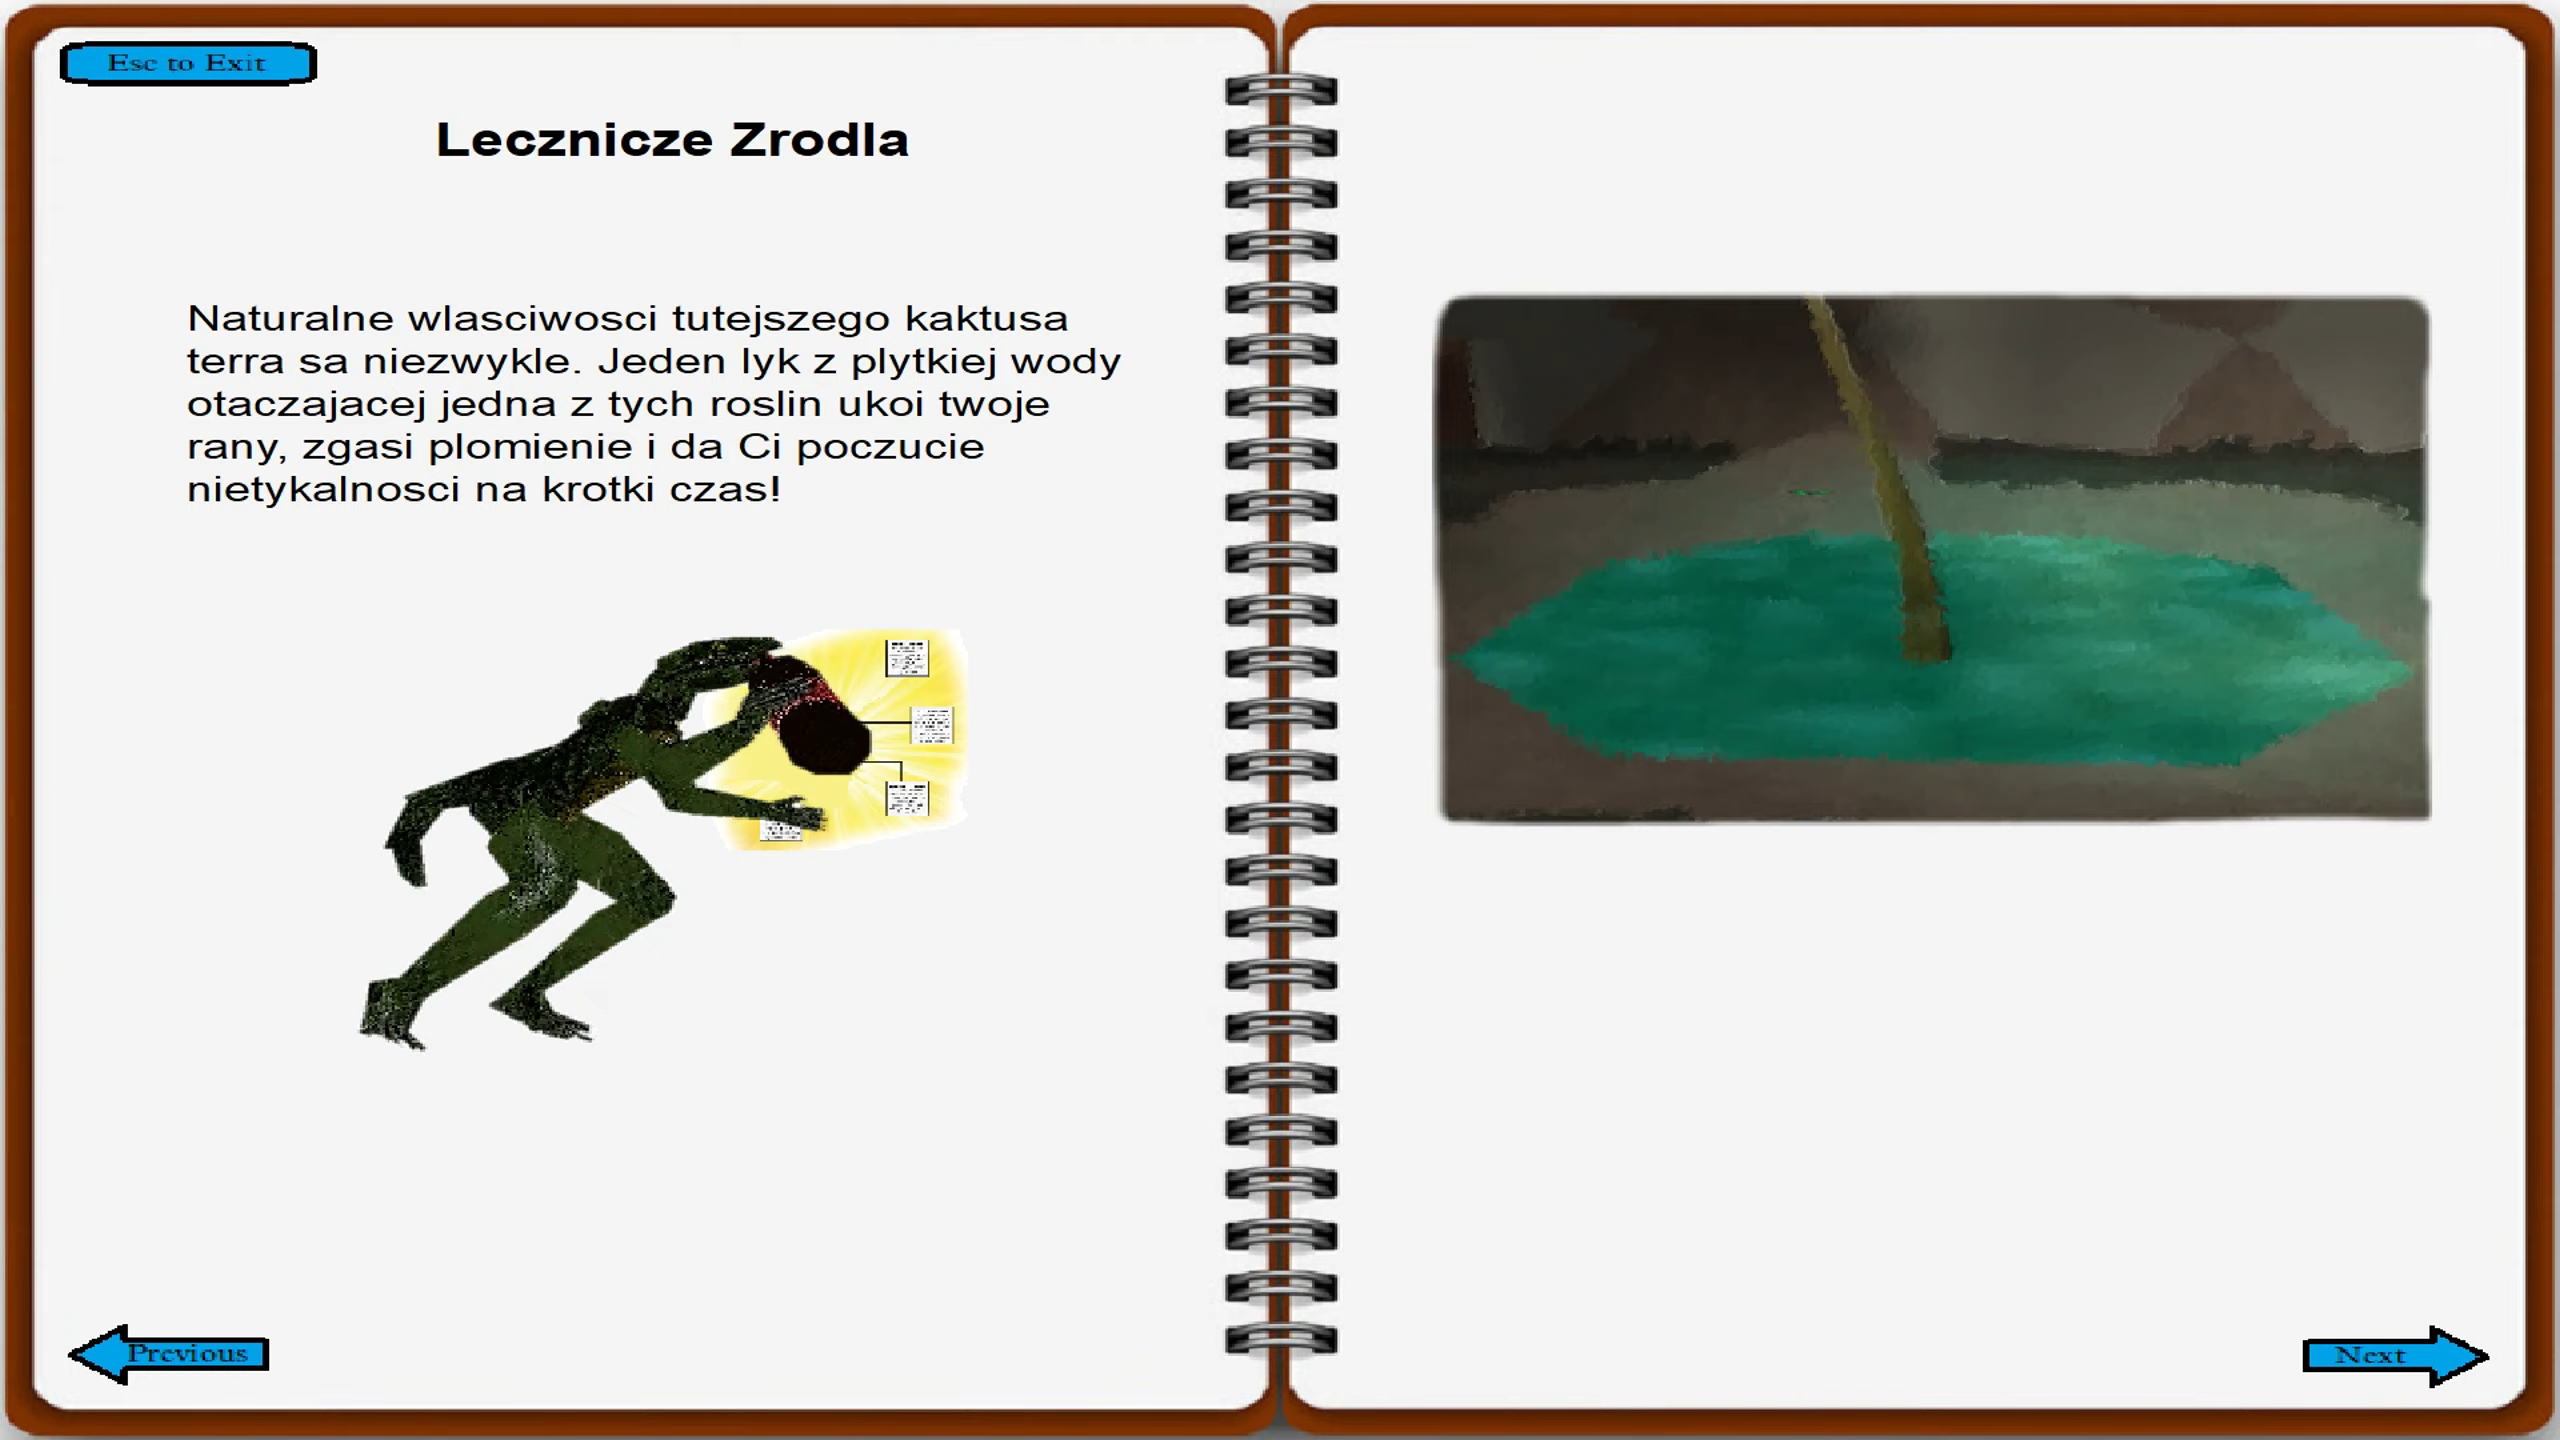 Esc to Exit
Lecznicze Zrodla
Naturalne wlasciwosci tutejszego kaktusa
terra sa niezwykle. Jeden lyk z plytkiej wody
otaczajacej jedna z tych roslin ukoi twoje
rany, zgasi plomienie i da Ci poczucie
nietykalnosci na krotki czas!
Previous
Next